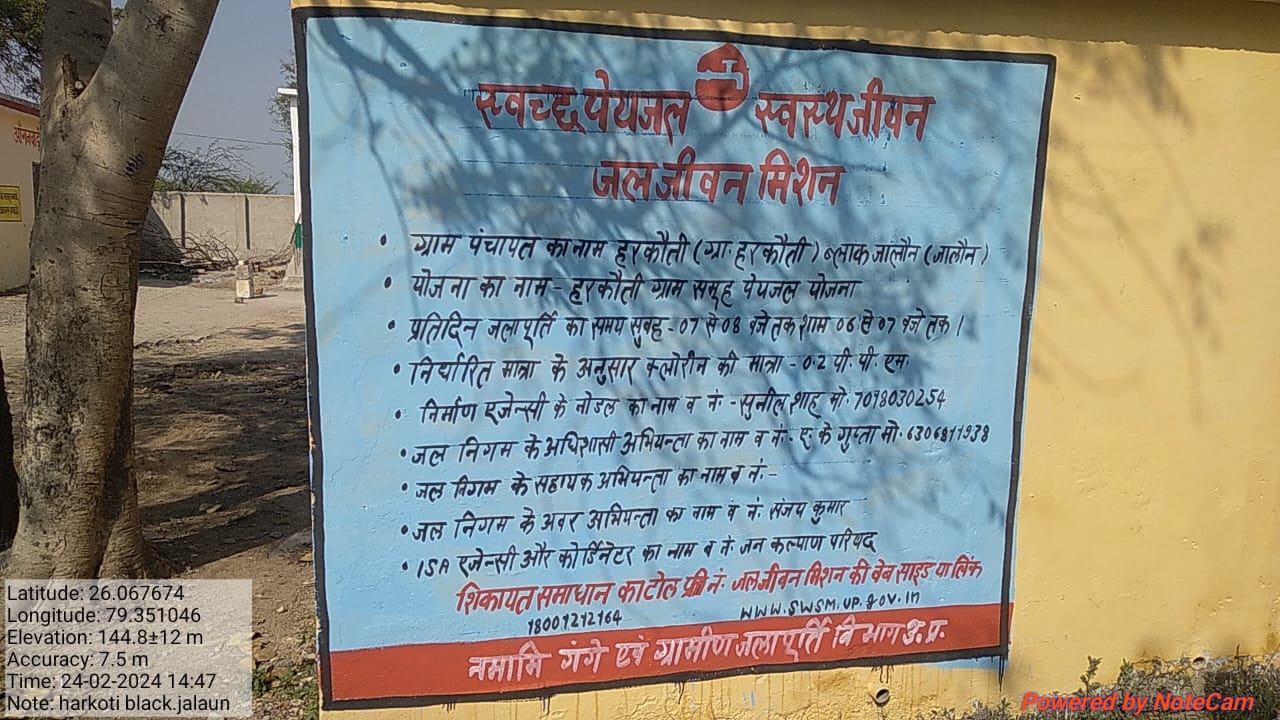 स्वच्छ पेयजल स्वस्थ जीवन
जल जीवन मिशन
• ग्राम पंचायत का नाम हरकौती (ग्रा. हरकौती) ब्लाक जालौन (जालौन)
• योजना का नाम - हरकौती ग्राम समूह पेयजल योजना
• प्रतिदिन जलापूर्ति का समय सुबह - 07 से 08 बजे तक शाम 06 से 07 बजे तक।
• निर्धारित मात्रा के अनुसार क्लोरीन की मात्रा - 0.2 पी. पी. एम.
• निर्माण एजेन्सी के नोडल का नाम व नं. - सुनील शाह मो. 7098030254
• जल निगम के अधिशासी अभियन्ता का नाम व नं. - ए. के गुप्ता मो. 6306811938
• जल निगम के सहायक अभियन्ता का नाम व नं: -
• जल निगम के अवर अभियन्ता का नाम व नं. संजय कुमार
• ISA एजेन्सी और कोर्डिनेटर का नाम व नं. जन कल्याण परिषद
शिकायत समाधान का टोल फ्री नं. जल जीवन मिशन की वेब साइड या लिंक
18001212164 www.swsm.up.gov.in
नमामि गंगे एवं ग्रामीण जलापूर्ति विभाग उ.प्र.
Latitude: 26.067674
Longitude: 79.351046
Elevation: 144.8±12 m
Accuracy: 7.5 m
Time: 24-02-2024 14:47
Note: harkoti black.jalaun
Powered by NoteCam